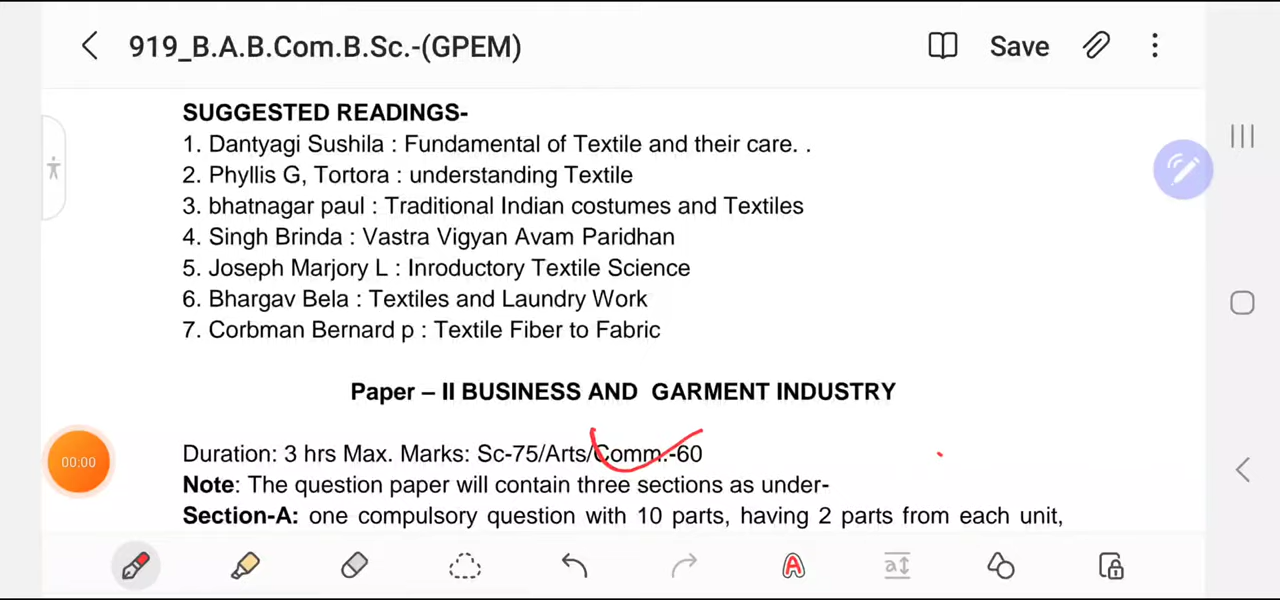 919_B.A.B.Com.B.Sc.-(GPEM)
Save
SUGGESTED READINGS-
1. Dantyagi Sushila : Fundamental of Textile and their care. .
2. Phyllis G, Tortora : understanding Textile
3. bhatnagar paul : Traditional Indian costumes and Textiles
4. Singh Brinda : Vastra Vigyan Avam Paridhan
5. Joseph Marjory L : Inroductory Textile Science
6. Bhargav Bela : Textiles and Laundry Work
7. Corbman Bernard p : Textile Fiber to Fabric
Paper – II BUSINESS AND GARMENT INDUSTRY
Duration: 3 hrs Max. Marks: Sc-75/Arts/Comm.-60
00:00
Note: The question paper will contain three sections as under-
Section-A: one compulsory question with 10 parts, having 2 parts from each unit,